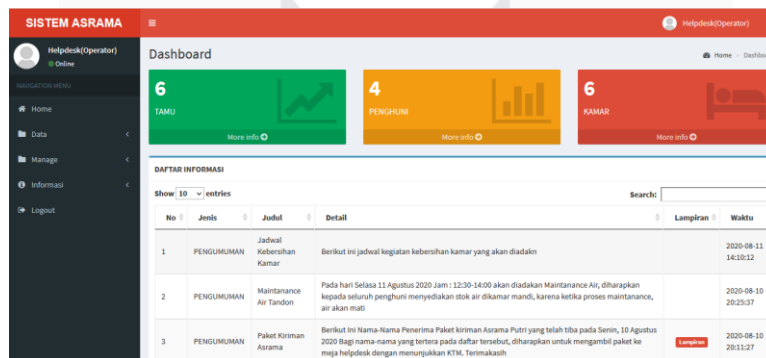 SISTEM ASRAMA
Helpdesk(Operator)
Helpdesk(Operator)
Online
NAVIGATION MENU
Home
Data
Manage
Informasi
Logout
Dashboard
Home
6
TAMU
More info
4
PENGHUNI
More info
6
KAMAR
More info
DAFTAR INFORMASI
Show 10 entries
Search:
No Jenis Judul Detail Lampiran Waktu
1 PENGUMUMAN Jadwal Kebersihan Kamar Berikut ini jadwal kegiatan kebersihan kamar yang akan diadakn 2020-08-11 14:10:12
2 PENGUMUMAN Maintanance Air Tandon Pada hari Selasa 11 Agustus 2020 Jam : 12:30-14:00 akan diadakan Maintanance Air, diharapkan
kepada seluruh penghuni menyediakan stok air dikamar mandi, karena ketika proses maintanance,
air akan mati 2020-08-10 20:25:37
3 PENGUMUMAN Paket Kiriman Asrama Berikut Ini Nama-Nama Penerima Paket kiriman Asrama Putri yang telah tiba pada Senin, 10 Agustus
2020 Bagi nama-nama yang tertera pada daftar tersebut, diharapkan untuk mengambil paket ke
meja helpdesk dengan menunjukkan KTM. Terimakasih Lampiran 2020-08-10 20:11:27